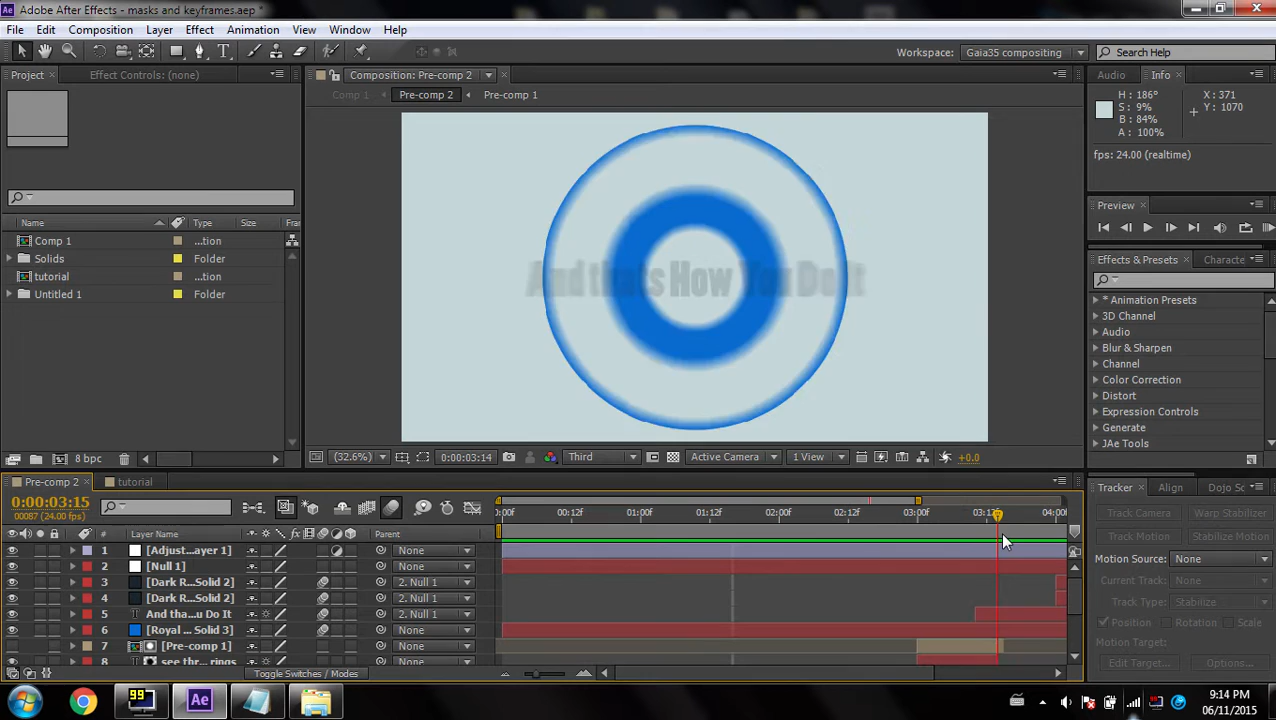 Adobe After Effects - masks and keyframes.aep *
File Edit Composition Layer Effect Animation View Window Help
Workspace: Gaia35 compositing Search Help
Project Effect Controls: (none)
Composition: Pre-comp 2
Comp 1 Pre-comp 2 Pre-comp 1
Audio Info
H : 186° X : 371
S : 9% Y : 1070
B : 84%
A : 100%
fps: 24.00 (realtime)
Preview
Effects & Presets Characte
* Animation Presets
3D Channel
Audio
Blur & Sharpen
Channel
Color Correction
Distort
Expression Controls
Generate
JAe Tools
Name Type Size Fra
Comp 1 ...tion
Solids Folder
tutorial ...tion
Untitled 1 Folder
8 bpc
And thats How You Do It
(32.6%) 0:00:03:14 Third Active Camera 1 View +0.0
Pre-comp 2 tutorial
0:00:03:15
00087 (24.00 fps)
):00f 00:12f 01:00f 01:12f 02:00f 02:12f 03:00f 03:12f 04:00f
# Layer Name Parent
1 [Adjust...ayer 1] None
2 [Null 1] None
3 [Dark R...Solid 2] 2. Null 1
4 [Dark R...Solid 2] 2. Null 1
5 And tha...u Do It 2. Null 1
6 [Royal ... Solid 3] None
7 [Pre-comp 1] None
8 see thr... rings None
Toggle Switches / Modes
Tracker Align Dojo Sc
Track Camera Warp Stabilizer
Track Motion Stabilize Motion
Motion Source: None
Current Track: None
Track Type: Stabilize
Position Rotation Scale
Motion Target:
Edit Target... Options...
99
Ae
9:14 PM
06/11/2015